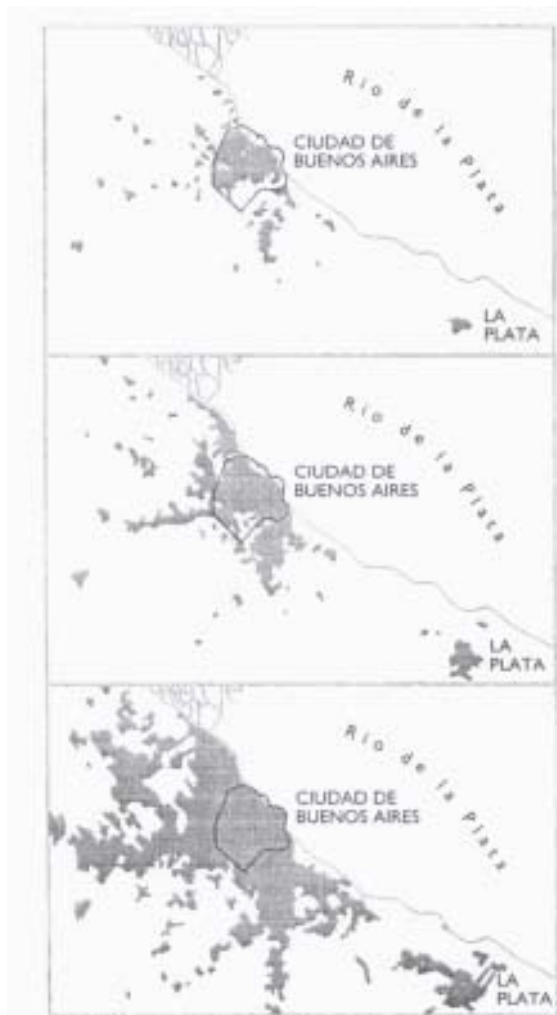 Río de la Plata
CIUDAD DE
BUENOS AIRES
LA
PLATA
Río de la Plata
CIUDAD DE
BUENOS AIRES
LA
PLATA
Río de la Plata
CIUDAD DE
BUENOS AIRES
LA
PLATA